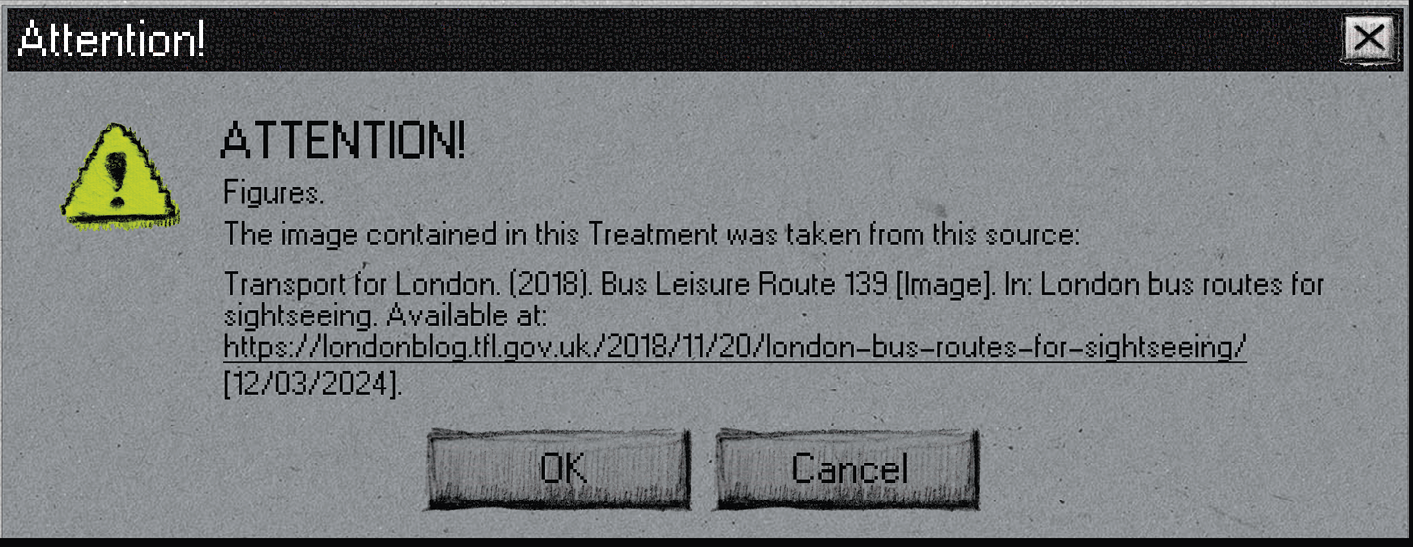 Attention!
ATTENTION!
Figures.
The image contained in this Treatment was taken from this source:
Transport for London. (2018). Bus Leisure Route 139 [Image]. In: London bus routes for
sightseeing. Available at:
https://londonblog.tfl.gov.uk/2018/11/20/london-bus-routes-for-sightseeing/
[12/03/2024].
OK
Cancel